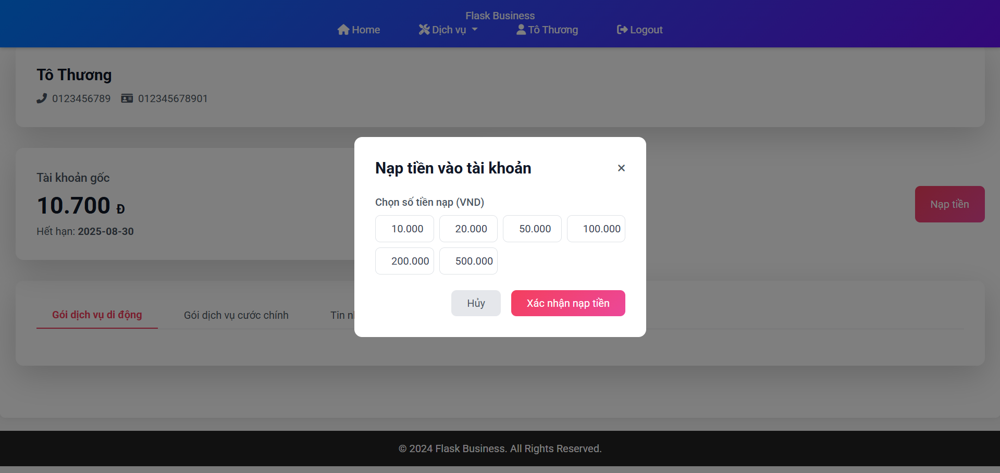 Flask Business
Home Dịch vụ Tô Thương Logout
Tô Thương
0123456789 012345678901
Tài khoản gốc
10.700 Đ
Hết hạn: 2025-08-30
Nạp tiền
Nạp tiền vào tài khoản ×
Chọn số tiền nạp (VND)
10.000 20.000 50.000 100.000
200.000 500.000
Hủy Xác nhận nạp tiền
Gói dịch vụ di động Gói dịch vụ cước chính Tin
© 2024 Flask Business. All Rights Reserved.